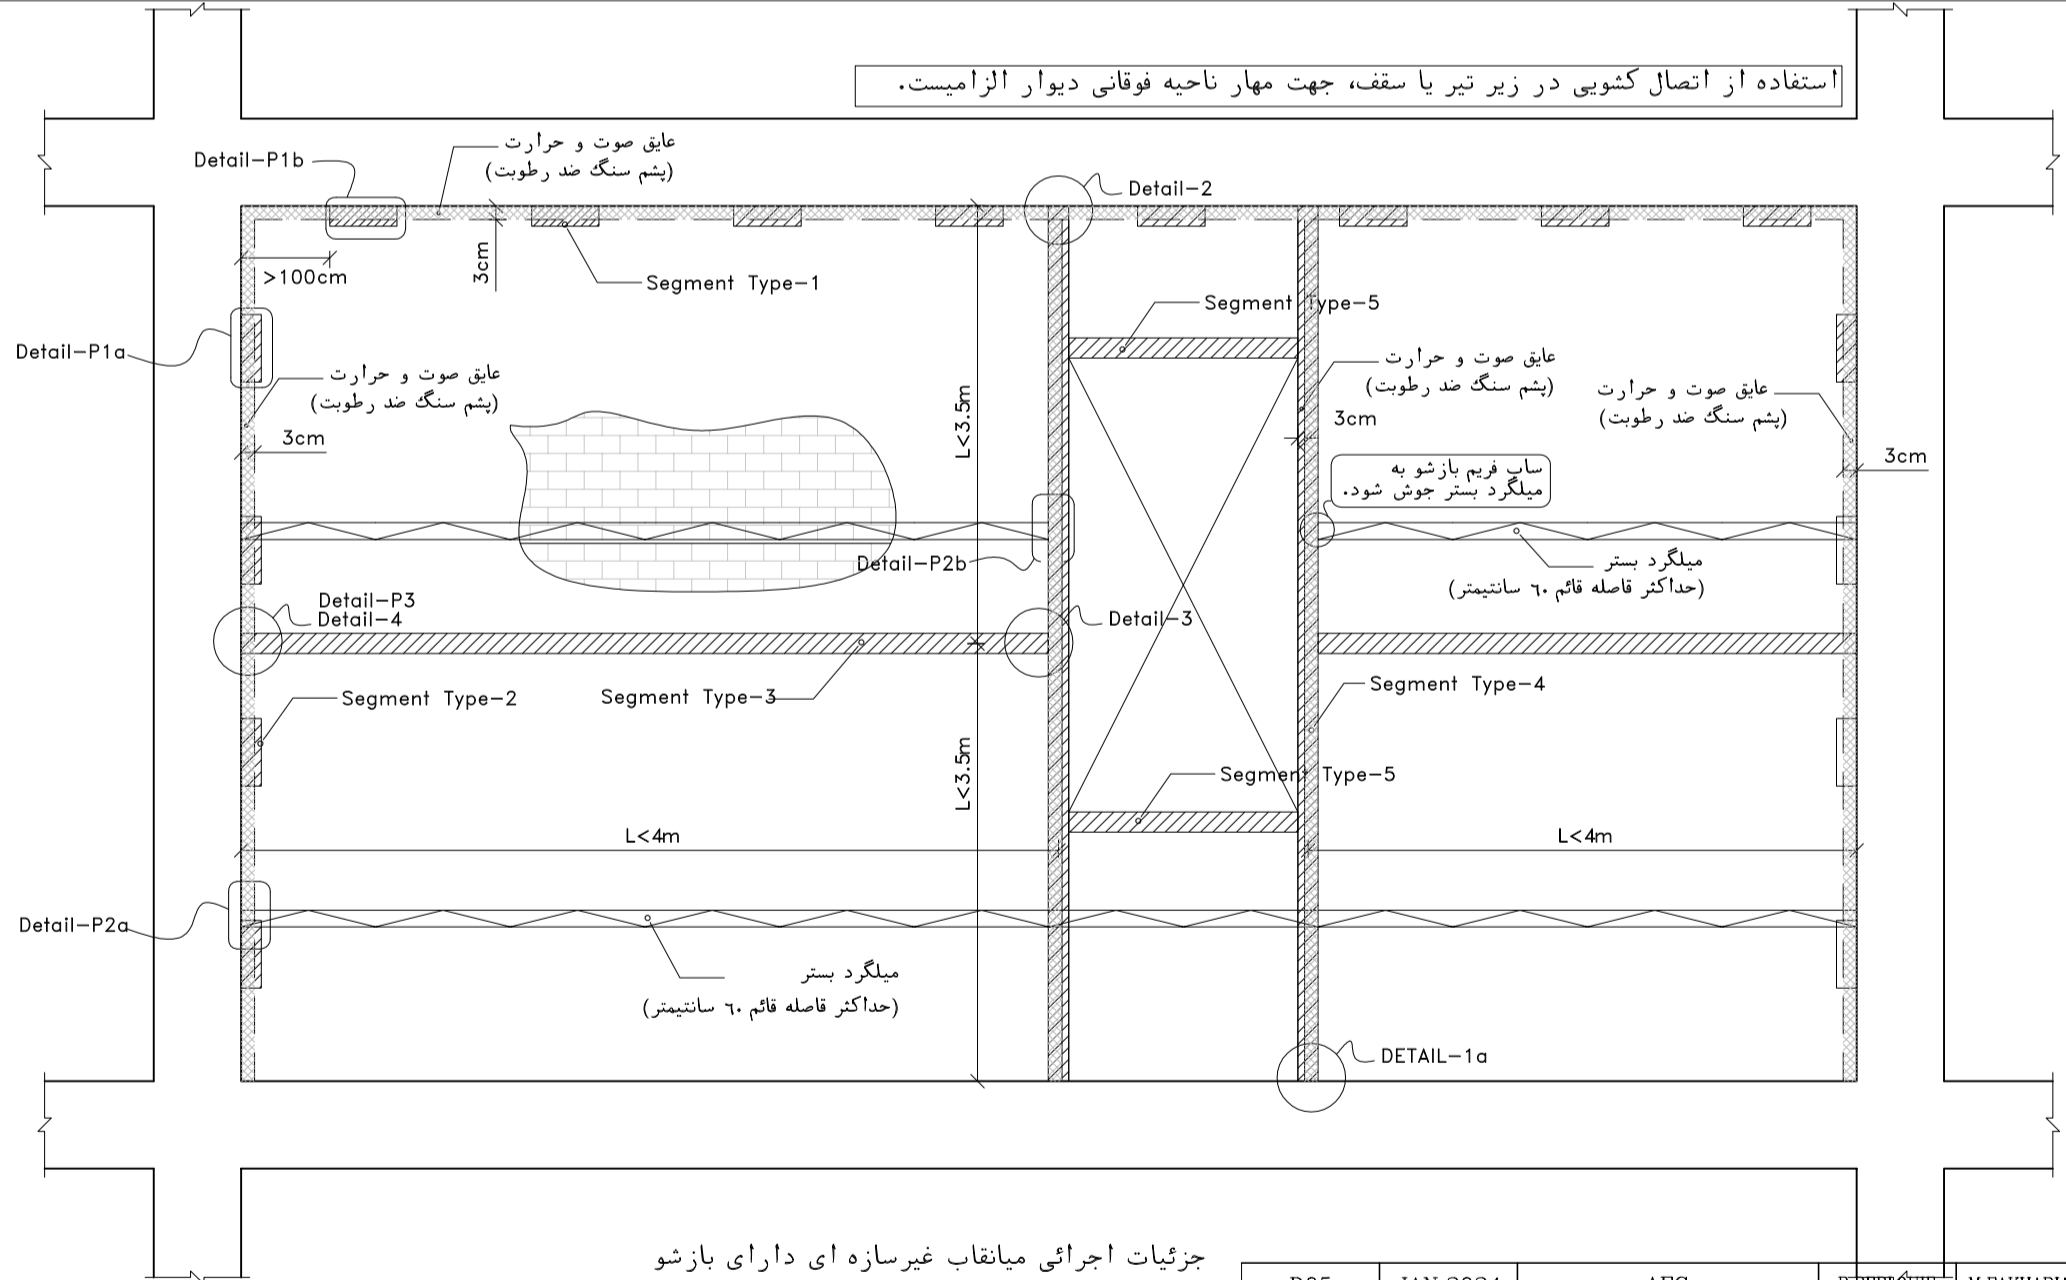 استفاده از اتصال کشویی در زیر تیر یا سقف، جهت مهار ناحیه فوقانی دیوار الزامیست.
Detail-P1b
عایق صوت و حرارت
(پشم سنگ ضد رطوبت)
Detail-2
>100cm
3cm
Segment Type-1
Segment Type-5
Detail-P1a
عایق صوت و حرارت
(پشم سنگ ضد رطوبت)
3cm
L<3.5m
عایق صوت و حرارت
(پشم سنگ ضد رطوبت)
3cm
عایق صوت و حرارت
(پشم سنگ ضد رطوبت)
3cm
ساب فریم بازشو به
میلگرد بستر جوش شود.
Detail-P2b
میلگرد بستر
(حداکثر فاصله قائم ٦٠ سانتیمتر)
Detail-P3
Detail-4
Detail-3
Segment Type-2
Segment Type-3
Segment Type-4
L<3.5m
Segment Type-5
L<4m
L<4m
Detail-P2a
میلگرد بستر
(حداکثر فاصله قائم ٦٠ سانتیمتر)
DETAIL-1a
جزئیات اجرائی میانقاب غیرسازه ای دارای بازشو